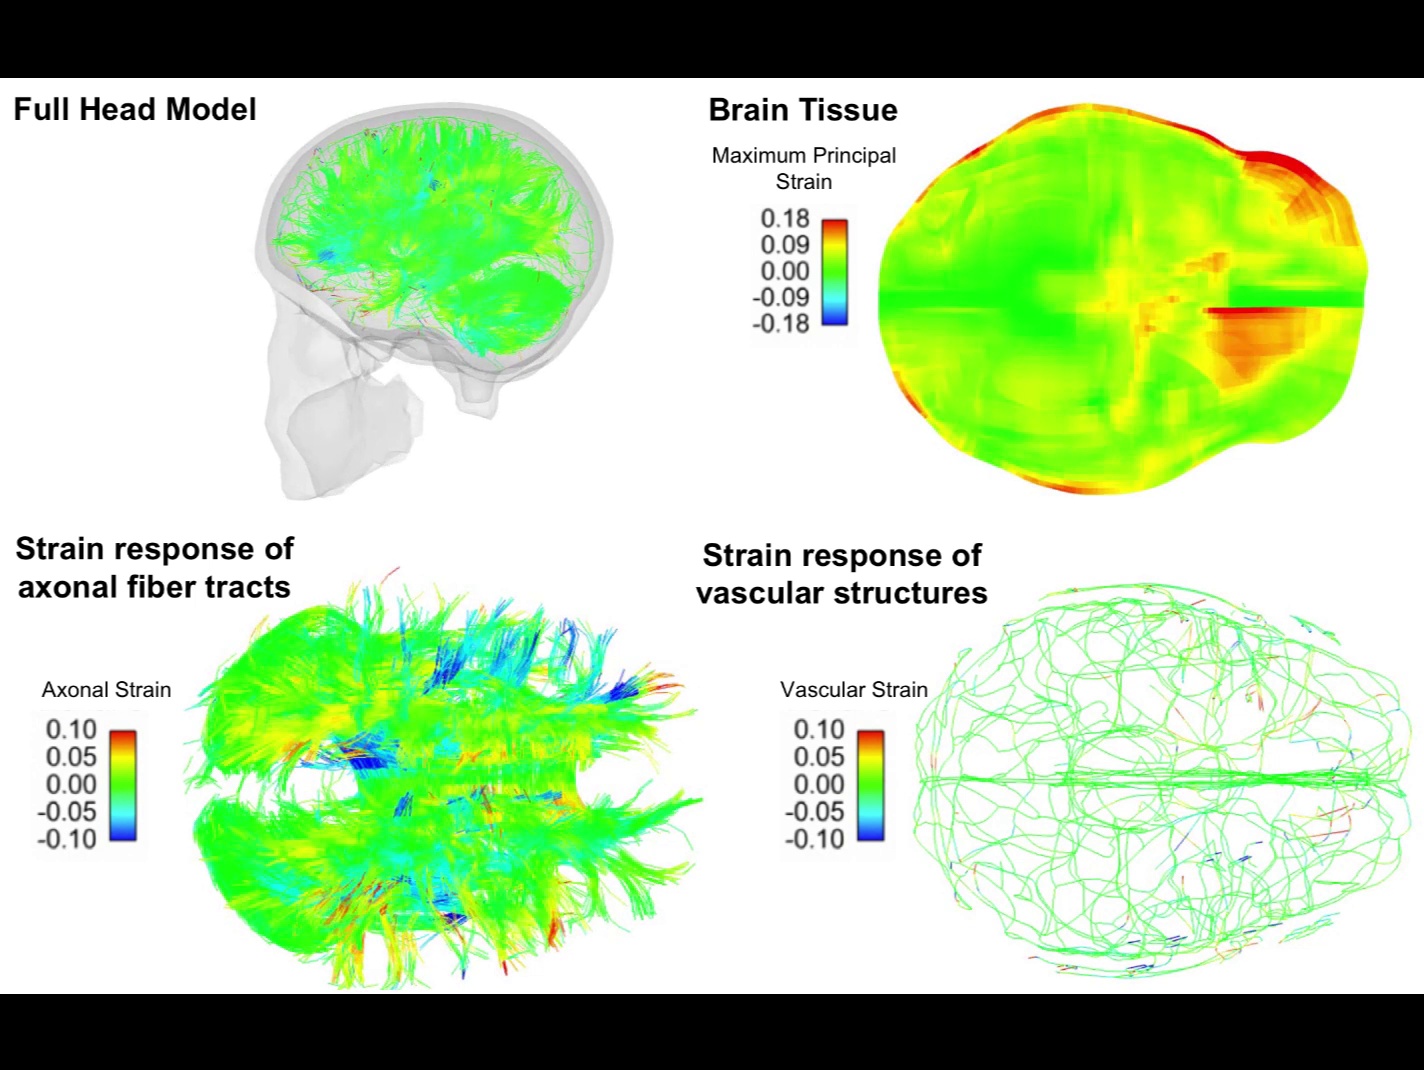 Full Head Model
Brain Tissue
Maximum Principal
Strain
0.18
0.09
0.00
-0.09
-0.18
Strain response of
axonal fiber tracts
Axonal Strain
0.10
0.05
0.00
-0.05
-0.10
Strain response of
vascular structures
Vascular Strain
0.10
0.05
0.00
-0.05
-0.10